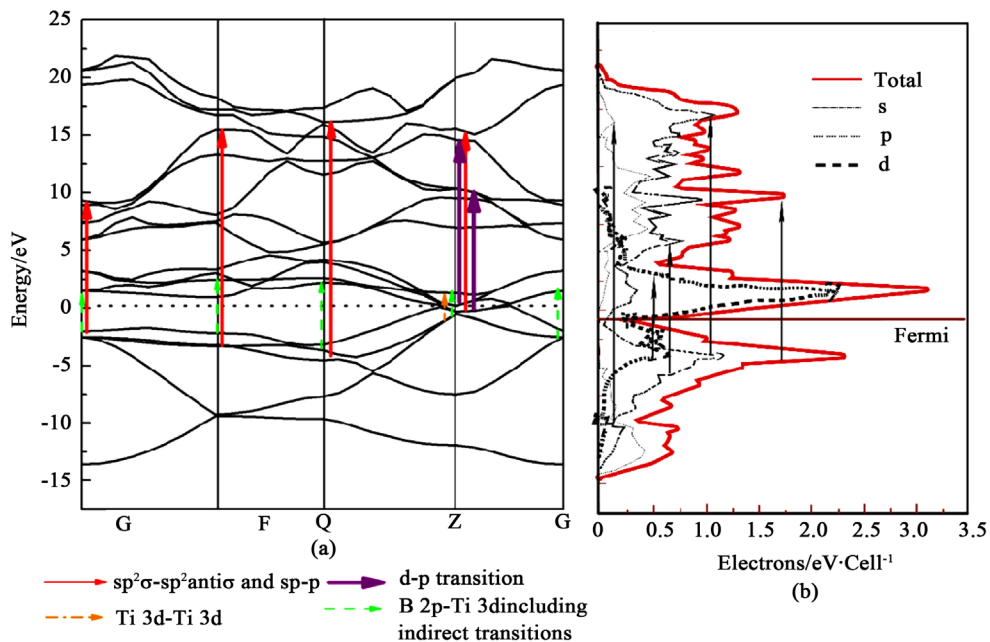 25
20
15
10
5
0
-5
-10
-15
Energy/eV
G F Q Z G
(a)
Total
s
p
d
Fermi
0 0.5 1.0 1.5 2.0 2.5 3.0 3.5
Electrons/eV·Cell⁻¹
(b)
sp²σ-sp²antiσ and sp-p
d-p transition
Ti 3d-Ti 3d
B 2p-Ti 3dincluding
indirect transitions